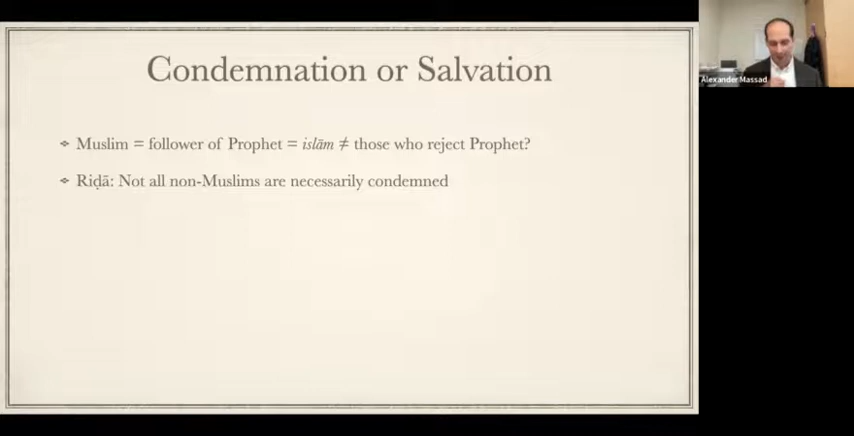 Condemnation or Salvation
Muslim = follower of Prophet = islām ≠ those who reject Prophet?
Riḍā: Not all non-Muslims are necessarily condemned
Alexander Massad